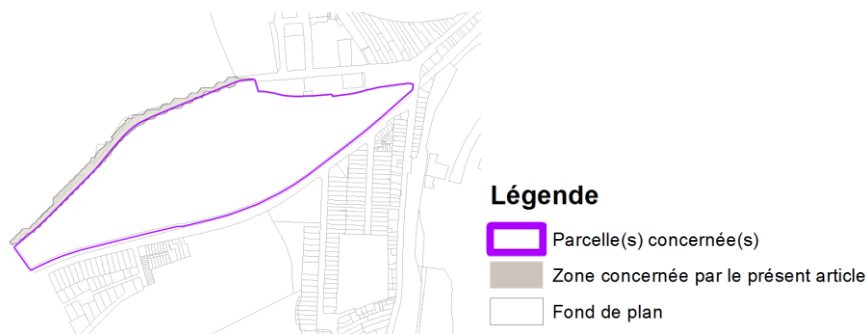 Légende
Parcelle(s) concernée(s)
Zone concernée par le présent article
Fond de plan